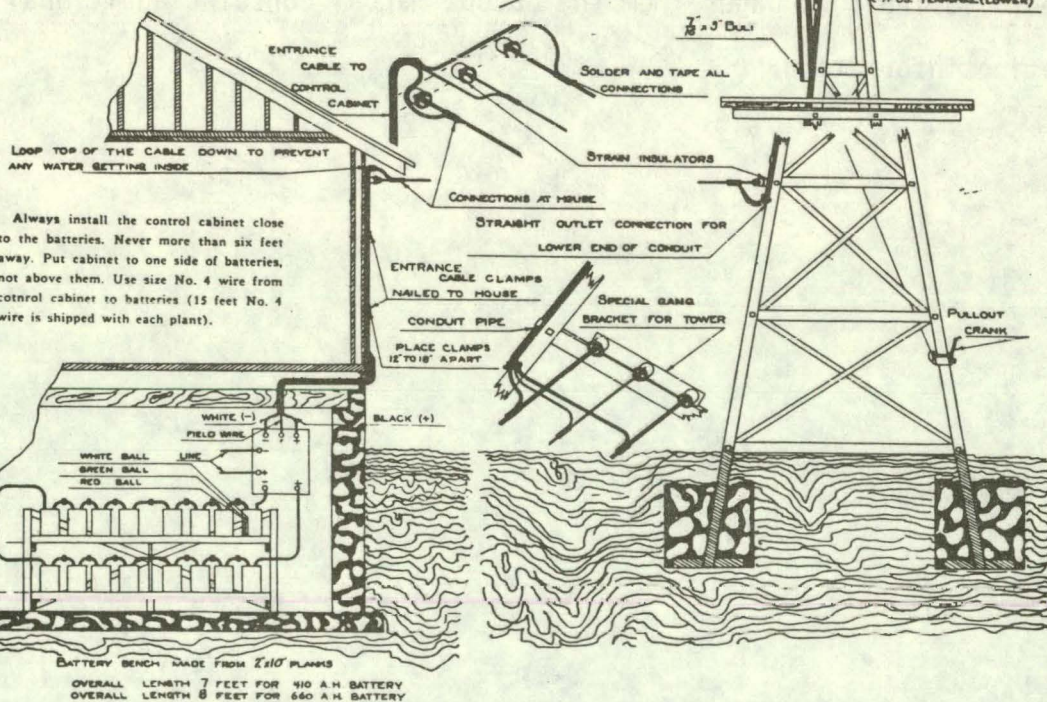 TERMINAL (LOWER)
7/16" x 5" BOLT
ENTRANCE
CABLE TO
CONTROL
CABINET
SOLDER AND TAPE ALL
CONNECTIONS
LOOP TOP OF THE CABLE DOWN TO PREVENT
ANY WATER GETTING INSIDE
STRAIN INSULATORS
CONNECTIONS AT HOUSE
STRAIGHT OUTLET CONNECTION FOR
LOWER END OF CONDUIT
Always install the control cabinet close
to the batteries. Never more than six feet
away. Put cabinet to one side of batteries,
not above them. Use size No. 4 wire from
cotnrol cabinet to batteries (15 feet No. 4
wire is shipped with each plant).
ENTRANCE
CABLE CLAMPS
NAILED TO HOUSE
CONDUIT PIPE
PLACE CLAMPS
12" TO 18" APART
SPECIAL GANG
BRACKET FOR TOWER
PULLOUT
CRANK
WHITE (-)
BLACK (+)
FIELD WIRE
WHITE BALL LINE
GREEN BALL
RED BALL
BATTERY BENCH MADE FROM 2"x10" PLANKS
OVERALL LENGTH 7 FEET FOR 410 A.H. BATTERY
OVERALL LENGTH 8 FEET FOR 660 A.H. BATTERY